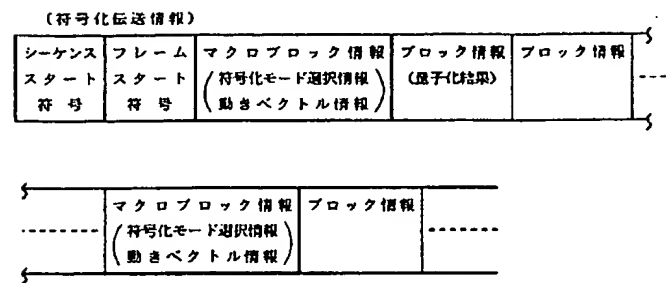 (符号化伝送情報)
シーケンス
スタート
符号
フレーム
スタート
符号
マクロブロック情報
(符号化モード選択情報
動きベクトル情報)
ブロック情報
(量子化結果)
ブロック情報
マクロブロック情報
(符号化モード選択情報
動きベクトル情報)
ブロック情報